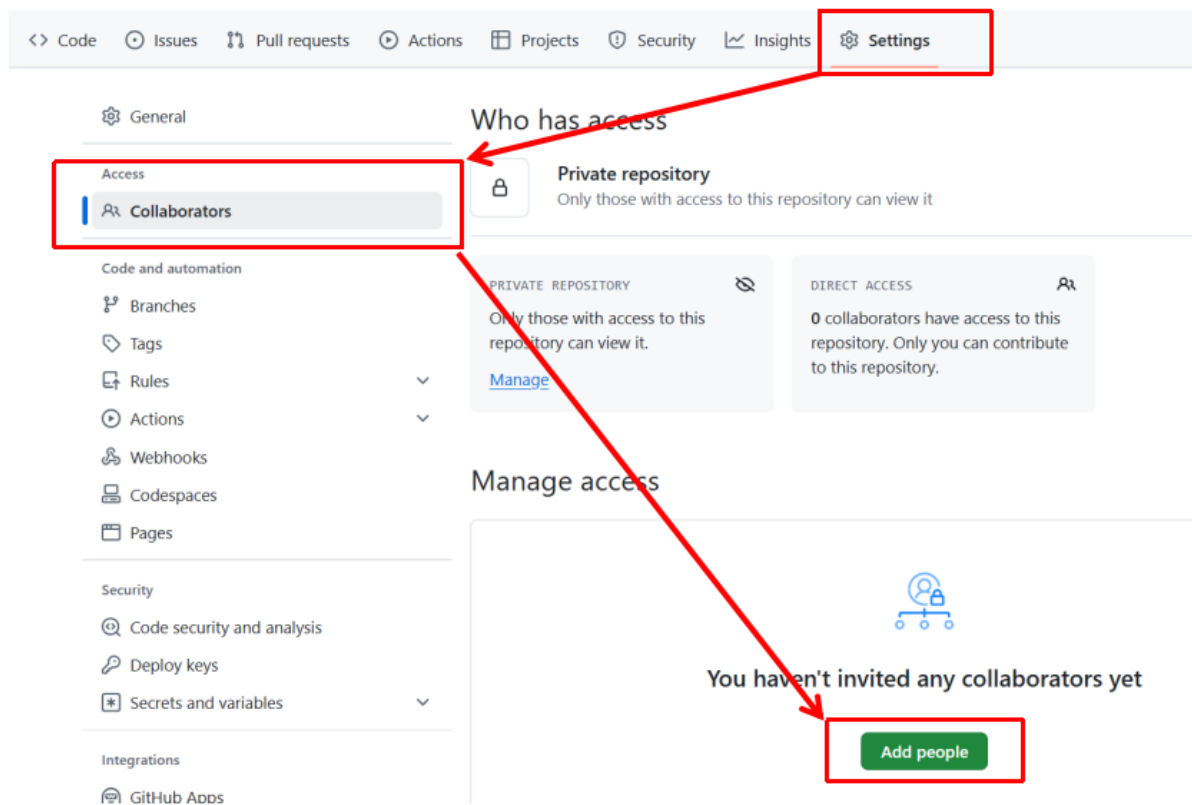 Code Issues Pull requests Actions Projects Security Insights Settings
General
Access
Collaborators
Code and automation
Branches
Tags
Rules
Actions
Webhooks
Codespaces
Pages
Security
Code security and analysis
Deploy keys
Secrets and variables
Integrations
GitHub Apps
Who has access
Private repository
Only those with access to this repository can view it
PRIVATE REPOSITORY
Only those with access to this
repository can view it.
Manage
DIRECT ACCESS
0 collaborators have access to this
repository. Only you can contribute
to this repository.
Manage access
You haven't invited any collaborators yet
Add people